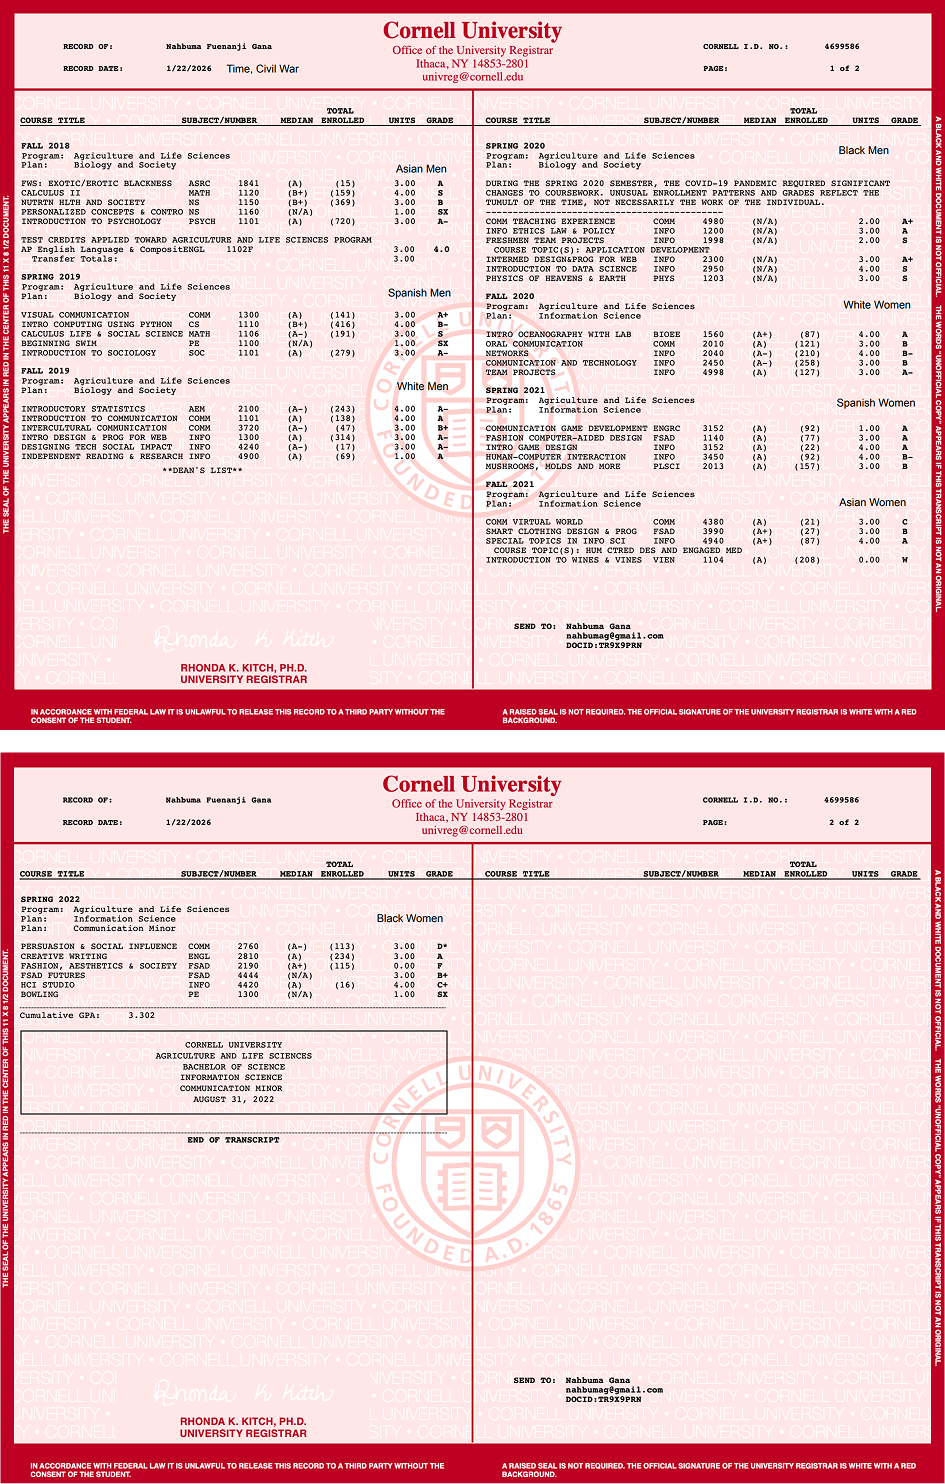 Cornell University
Office of the University Registrar
Ithaca, NY 14853-2801
univreg@cornell.edu
RECORD OF: Nahbuma Fuenanji Gana
CORNELL I.D. NO.: 4699586
RECORD DATE: 1/22/2026 Time, Civil War
PAGE: 1 of 2
COURSE TITLE SUBJECT/NUMBER MEDIAN TOTAL ENROLLED UNITS GRADE
FALL 2018
Program: Agriculture and Life Sciences
Plan: Biology and Society
Asian Men
FWS: EXOTIC/EROTIC BLACKNESS ASRC 1841 (A) (15) 3.00 A
CALCULUS II MATH 1120 (B+) (159) 4.00 S
NUTRTN HLTH AND SOCIETY NS 1150 (B+) (369) 3.00 B
PERSONALIZED CONCEPTS & CONTRO NS 1160 (N/A) 1.00 SX
INTRODUCTION TO PSYCHOLOGY PSYCH 1101 (A) (720) 3.00 A-
TEST CREDITS APPLIED TOWARD AGRICULTURE AND LIFE SCIENCES PROGRAM
AP English Language & CompositENGL 1102F 3.00 4.0
Transfer Totals: 3.00
SPRING 2019
Program: Agriculture and Life Sciences
Plan: Biology and Society
Spanish Men
VISUAL COMMUNICATION COMM 1300 (A) (141) 3.00 A+
INTRO COMPUTING USING PYTHON CS 1110 (B+) (416) 4.00 B-
CALCULUS LIFE & SOCIAL SCIENCE MATH 1106 (A-) (191) 3.00 S
BEGINNING SWIM PE 1100 (N/A) 1.00 SX
INTRODUCTION TO SOCIOLOGY SOC 1101 (A) (279) 3.00 A-
FALL 2019
Program: Agriculture and Life Sciences
Plan: Biology and Society
White Men
INTRODUCTORY STATISTICS AEM 2100 (A-) (243) 4.00 A-
INTRODUCTION TO COMMUNICATION COMM 1101 (A) (138) 4.00 A
INTERCULTURAL COMMUNICATION COMM 3720 (A-) (47) 3.00 B+
INTRO DESIGN & PROG FOR WEB INFO 1300 (A) (314) 3.00 A-
DESIGNING TECH SOCIAL IMPACT INFO 4240 (A-) (17) 3.00 A-
INDEPENDENT READING & RESEARCH INFO 4900 (A) (69) 1.00 A
**DEAN'S LIST**
COURSE TITLE SUBJECT/NUMBER MEDIAN TOTAL ENROLLED UNITS GRADE
SPRING 2020
Program: Agriculture and Life Sciences
Plan: Biology and Society
Black Men
DURING THE SPRING 2020 SEMESTER, THE COVID-19 PANDEMIC REQUIRED SIGNIFICANT
CHANGES TO COURSEWORK. UNUSUAL ENROLLMENT PATTERNS AND GRADES REFLECT THE
TUMULT OF THE TIME, NOT NECESSARILY THE WORK OF THE INDIVIDUAL.
COMM TEACHING EXPERIENCE COMM 4980 (N/A) 2.00 A+
INFO ETHICS LAW & POLICY INFO 1200 (N/A) 3.00 A
FRESHMEN TEAM PROJECTS INFO 1998 (N/A) 2.00 S
COURSE TOPIC(S): APPLICATION DEVELOPMENT
INTERMED DESIGN&PROG FOR WEB INFO 2300 (N/A) 3.00 A+
INTRODUCTION TO DATA SCIENCE INFO 2950 (N/A) 4.00 S
PHYSICS OF HEAVENS & EARTH PHYS 1203 (N/A) 3.00 S
FALL 2020
Program: Agriculture and Life Sciences
Plan: Information Science
White Women
INTRO OCEANOGRAPHY WITH LAB BIOEE 1560 (A+) (87) 4.00 A
ORAL COMMUNICATION COMM 2010 (A) (121) 3.00 B
NETWORKS INFO 2040 (A-) (210) 4.00 B-
COMMUNICATION AND TECHNOLOGY INFO 2450 (A-) (258) 3.00 B
TEAM PROJECTS INFO 4998 (A) (127) 3.00 A-
SPRING 2021
Program: Agriculture and Life Sciences
Plan: Information Science
Spanish Women
COMMUNICATION GAME DEVELOPMENT ENGRC 3152 (A) (92) 1.00 A
FASHION COMPUTER-AIDED DESIGN FSAD 1140 (A) (77) 3.00 A
INTRO GAME DESIGN INFO 3152 (A) (22) 4.00 A
HUMAN-COMPUTER INTERACTION INFO 3450 (A) (92) 4.00 B-
MUSHROOMS, MOLDS AND MORE PLSCI 2013 (A) (157) 3.00 B
FALL 2021
Program: Agriculture and Life Sciences
Plan: Information Science
Asian Women
COMM VIRTUAL WORLD COMM 4380 (A) (21) 3.00 C
SMART CLOTHING DESIGN & PROG FSAD 3990 (A+) (27) 3.00 B
SPECIAL TOPICS IN INFO SCI INFO 4940 (A+) (87) 4.00 A
COURSE TOPIC(S): HUM CTRED DES AND ENGAGED MED
INTRODUCTION TO WINES & VINES VIEN 1104 (A) (208) 0.00 W
SEND TO: Nahbuma Gana
nahbumag@gmail.com
DOCID:TR9X9PRN
Rhonda K Kitch
RHONDA K. KITCH, PH.D.
UNIVERSITY REGISTRAR
IN ACCORDANCE WITH FEDERAL LAW IT IS UNLAWFUL TO RELEASE THIS RECORD TO A THIRD PARTY WITHOUT THE
CONSENT OF THE STUDENT.
A RAISED SEAL IS NOT REQUIRED. THE OFFICIAL SIGNATURE OF THE UNIVERSITY REGISTRAR IS WHITE WITH A RED
BACKGROUND.
THE SEAL OF THE UNIVERSITY APPEARS IN RED IN THE CENTER OF THIS 11 X 8 1/2 DOCUMENT.
A BLACK AND WHITE DOCUMENT IS NOT OFFICIAL. THE WORDS "UNOFFICIAL COPY" APPEARS IF THIS TRANSCRIPT IS NOT AN ORIGINAL.
Cornell University
Office of the University Registrar
Ithaca, NY 14853-2801
univreg@cornell.edu
RECORD OF: Nahbuma Fuenanji Gana
CORNELL I.D. NO.: 4699586
RECORD DATE: 1/22/2026
PAGE: 2 of 2
COURSE TITLE SUBJECT/NUMBER MEDIAN TOTAL ENROLLED UNITS GRADE
COURSE TITLE SUBJECT/NUMBER MEDIAN TOTAL ENROLLED UNITS GRADE
SPRING 2022
Program: Agriculture and Life Sciences
Plan: Information Science
Plan: Communication Minor
Black Women
PERSUASION & SOCIAL INFLUENCE COMM 2760 (A-) (113) 3.00 D*
CREATIVE WRITING ENGL 2810 (A) (234) 3.00 A
FASHION, AESTHETICS & SOCIETY FSAD 2190 (A+) (115) 0.00 F
FSAD FUTURES FSAD 4444 (N/A) 3.00 B+
HCI STUDIO INFO 4420 (A) (16) 4.00 C+
BOWLING PE 1300 (N/A) 1.00 SX
Cumulative GPA: 3.302
CORNELL UNIVERSITY
AGRICULTURE AND LIFE SCIENCES
BACHELOR OF SCIENCE
INFORMATION SCIENCE
COMMUNICATION MINOR
AUGUST 31, 2022
END OF TRANSCRIPT
CORNELL UNIVERSITY
FOUNDED A.D. 1865
SEND TO: Nahbuma Gana
nahbumag@gmail.com
DOCID:TR9X9PRN
Rhonda K Kitch
RHONDA K. KITCH, PH.D.
UNIVERSITY REGISTRAR
IN ACCORDANCE WITH FEDERAL LAW IT IS UNLAWFUL TO RELEASE THIS RECORD TO A THIRD PARTY WITHOUT THE
CONSENT OF THE STUDENT.
A RAISED SEAL IS NOT REQUIRED. THE OFFICIAL SIGNATURE OF THE UNIVERSITY REGISTRAR IS WHITE WITH A RED
BACKGROUND.
THE SEAL OF THE UNIVERSITY APPEARS IN RED IN THE CENTER OF THIS 11 X 8 1/2 DOCUMENT.
A BLACK AND WHITE DOCUMENT IS NOT OFFICIAL. THE WORDS "UNOFFICIAL COPY" APPEARS IF THIS TRANSCRIPT IS NOT AN ORIGINAL.